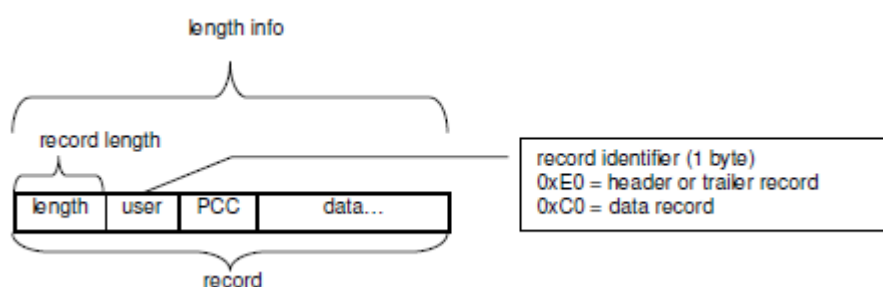 length info
record length
record identifier (1 byte)
0xE0 = header or trailer record
0xC0 = data record
length user PCC data...
record